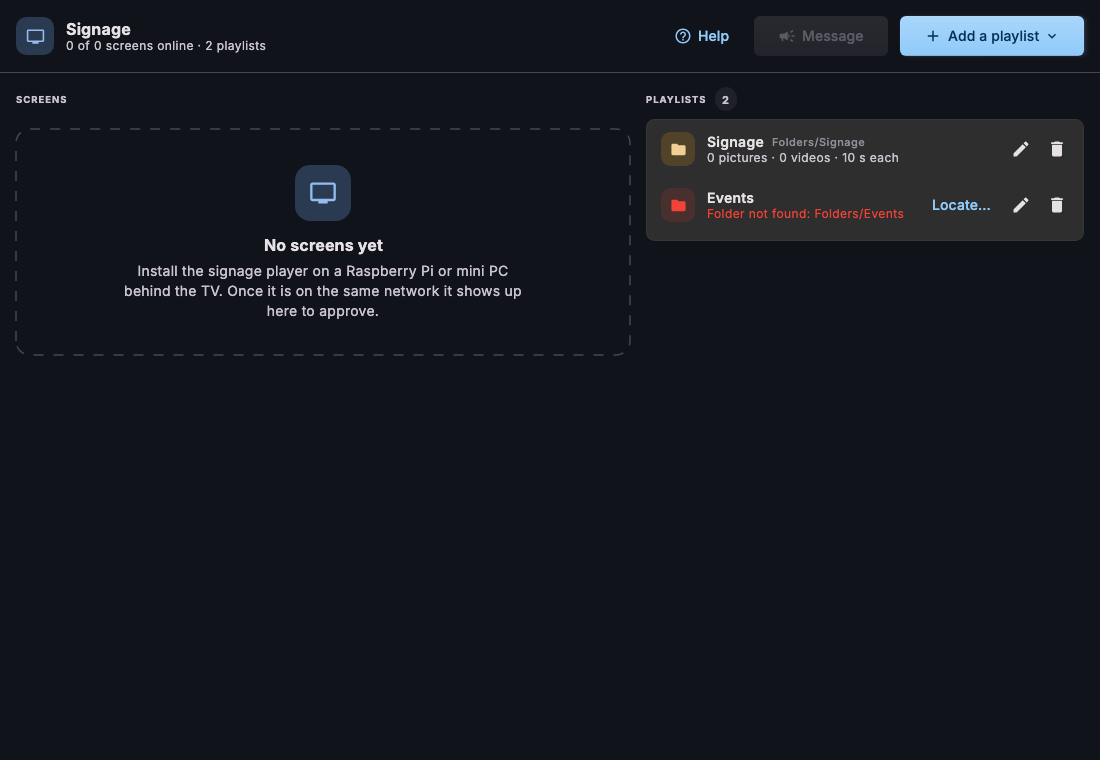 Signage
0 of 0 screens online · 2 playlists
Help
Message
Add a playlist
SCREENS
No screens yet
Install the signage player on a Raspberry Pi or mini PC
behind the TV. Once it is on the same network it shows up
here to approve.
PLAYLISTS 2
Signage Folders/Signage
0 pictures · 0 videos · 10 s each
Events
Folder not found: Folders/Events
Locate...